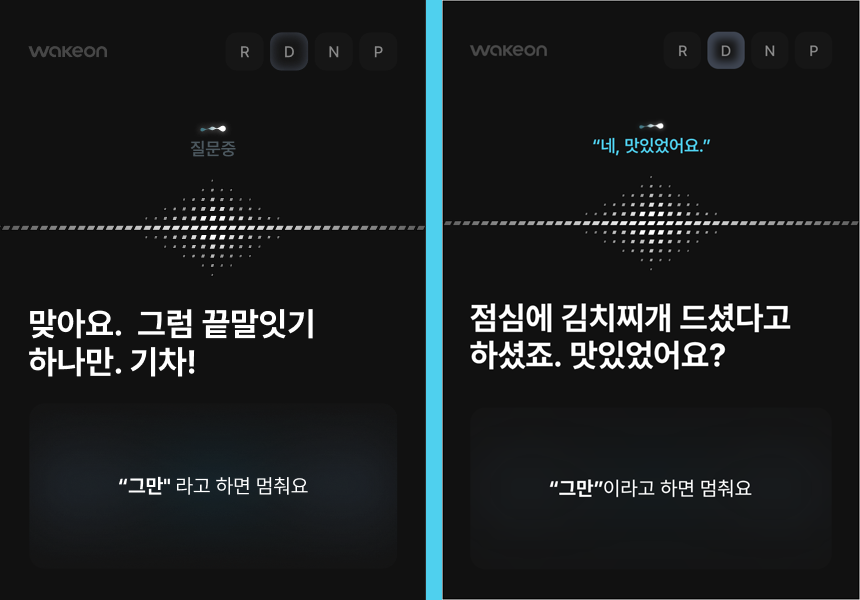 wakeon
R D N P
질문중
맞아요. 그럼 끝말잇기
하나만. 기차!
“그만" 라고 하면 멈춰요
wakeon
R D N P
“네, 맛있었어요.”
점심에 김치찌개 드셨다고
하셨죠. 맛있었어요?
“그만”이라고 하면 멈춰요